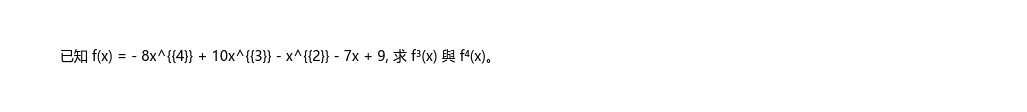 已知 f(x) = - 8x^{{4}} + 10x^{{3}} - x^{{2}} - 7x + 9, 求 f³(x) 與 f⁴(x)。